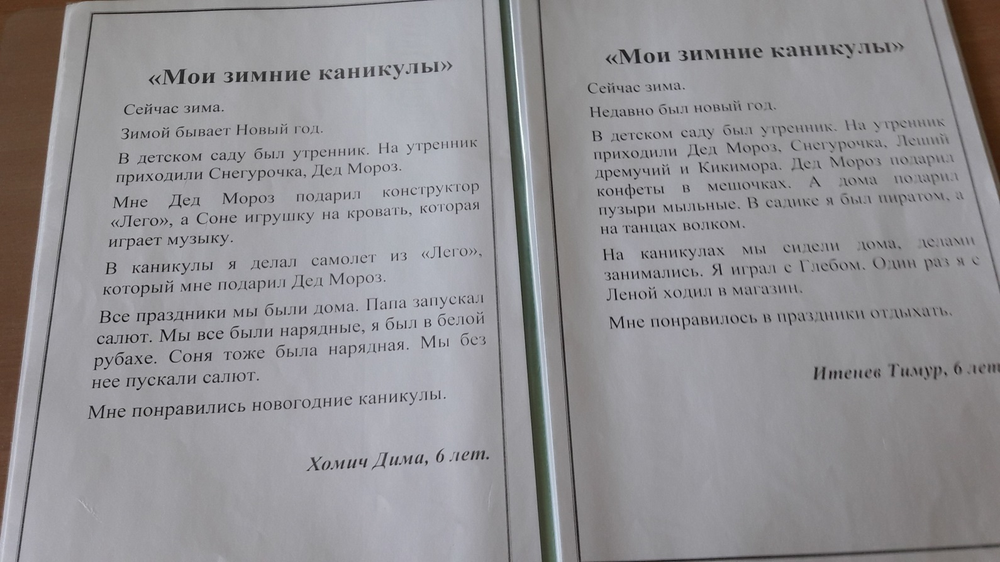 «Мои зимние каникулы»
Сейчас зима.
Зимой бывает Новый год.
В детском саду был утренник. На утренник
приходили Снегурочка, Дед Мороз.
Мне Дед Мороз подарил конструктор
«Лего», а Соне игрушку на кровать, которая
играет музыку.
В каникулы я делал самолет из «Лего»,
который мне подарил Дед Мороз.
Все праздники мы были дома. Папа запускал
салют. Мы все были нарядные, я был в белой
рубахе. Соня тоже была нарядная. Мы без
нее пускали салют.
Мне понравились новогодние каникулы.
Хомич Дима, 6 лет.
«Мои зимние каникулы»
Сейчас зима.
Недавно был новый год.
В детском саду был утренник. На утренник
приходили Дед Мороз, Снегурочка, Леший
дремучий и Кикимора. Дед Мороз подарил
конфеты в мешочках. А дома подарил
пузыри мыльные. В садике я был пиратом, а
на танцах волком.
На каникулах мы сидели дома, делами
занимались. Я играл с Глебом. Один раз я с
Леной ходил в магазин.
Мне понравилось в праздники отдыхать.
Итенев Тимур, 6 лет